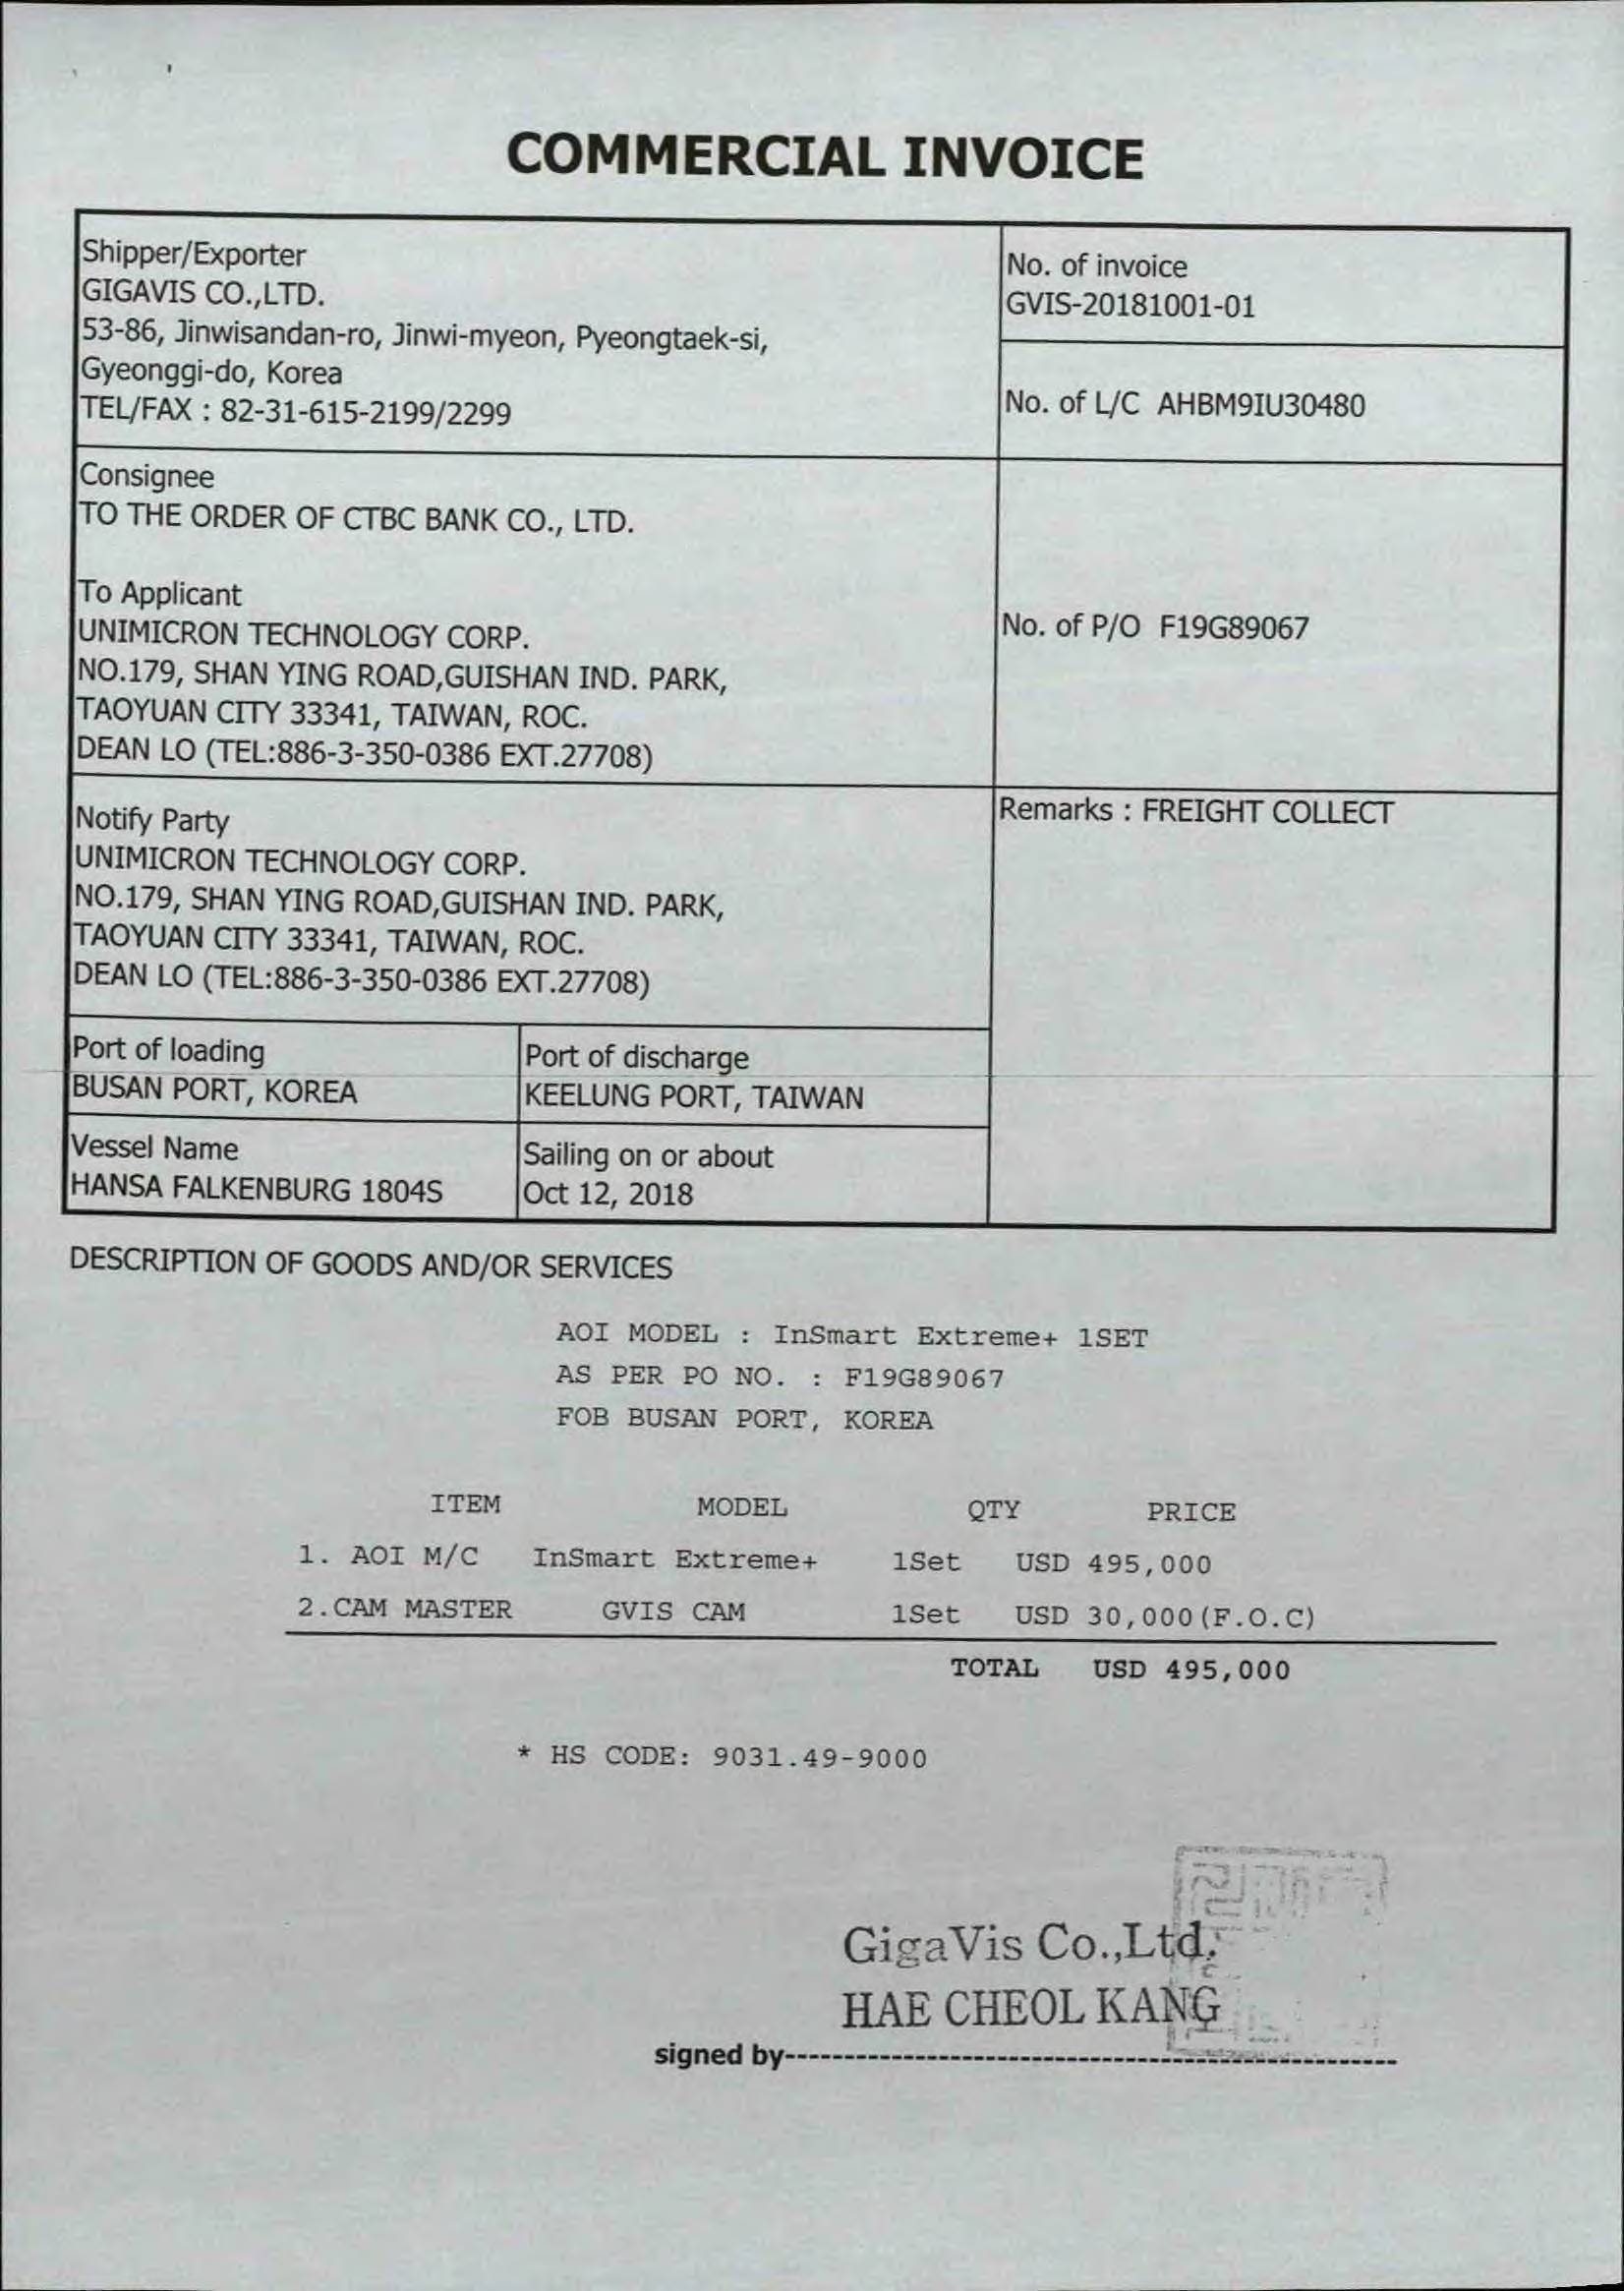 COMMERCIAL INVOICE
Shipper/Exporter
GIGAVIS CO.,LTD.
53-86, Jinwisandan-ro, Jinwi-myeon, Pyeongtaek-si,
Gyeonggi-do, Korea
TEL/FAX : 82-31-615-2199/2299
No. of invoice
GVIS-20181001-01
No. of L/C AHBM9IU30480
Consignee
TO THE ORDER OF CTBC BANK CO., LTD.
To Applicant
UNIMICRON TECHNOLOGY CORP.
NO.179, SHAN YING ROAD,GUISHAN IND. PARK,
TAOYUAN CITY 33341, TAIWAN, ROC.
DEAN LO (TEL:886-3-350-0386 EXT.27708)
No. of P/O F19G89067
Notify Party
UNIMICRON TECHNOLOGY CORP.
NO.179, SHAN YING ROAD,GUISHAN IND. PARK,
TAOYUAN CITY 33341, TAIWAN, ROC.
DEAN LO (TEL:886-3-350-0386 EXT.27708)
Remarks : FREIGHT COLLECT
Port of loading
BUSAN PORT, KOREA
Port of discharge
KEELUNG PORT, TAIWAN
Vessel Name
HANSA FALKENBURG 1804S
Sailing on or about
Oct 12, 2018
DESCRIPTION OF GOODS AND/OR SERVICES
AOI MODEL : InSmart Extreme+ 1SET
AS PER PO NO. : F19G89067
FOB BUSAN PORT, KOREA
ITEM MODEL QTY PRICE
1. AOI M/C InSmart Extreme+ 1Set USD 495,000
2.CAM MASTER GVIS CAM 1Set USD 30,000(F.O.C)
TOTAL USD 495,000
* HS CODE: 9031.49-9000
GigaVis Co.,Ltd.
HAE CHEOL KANG
signed by--------------------------------------------------